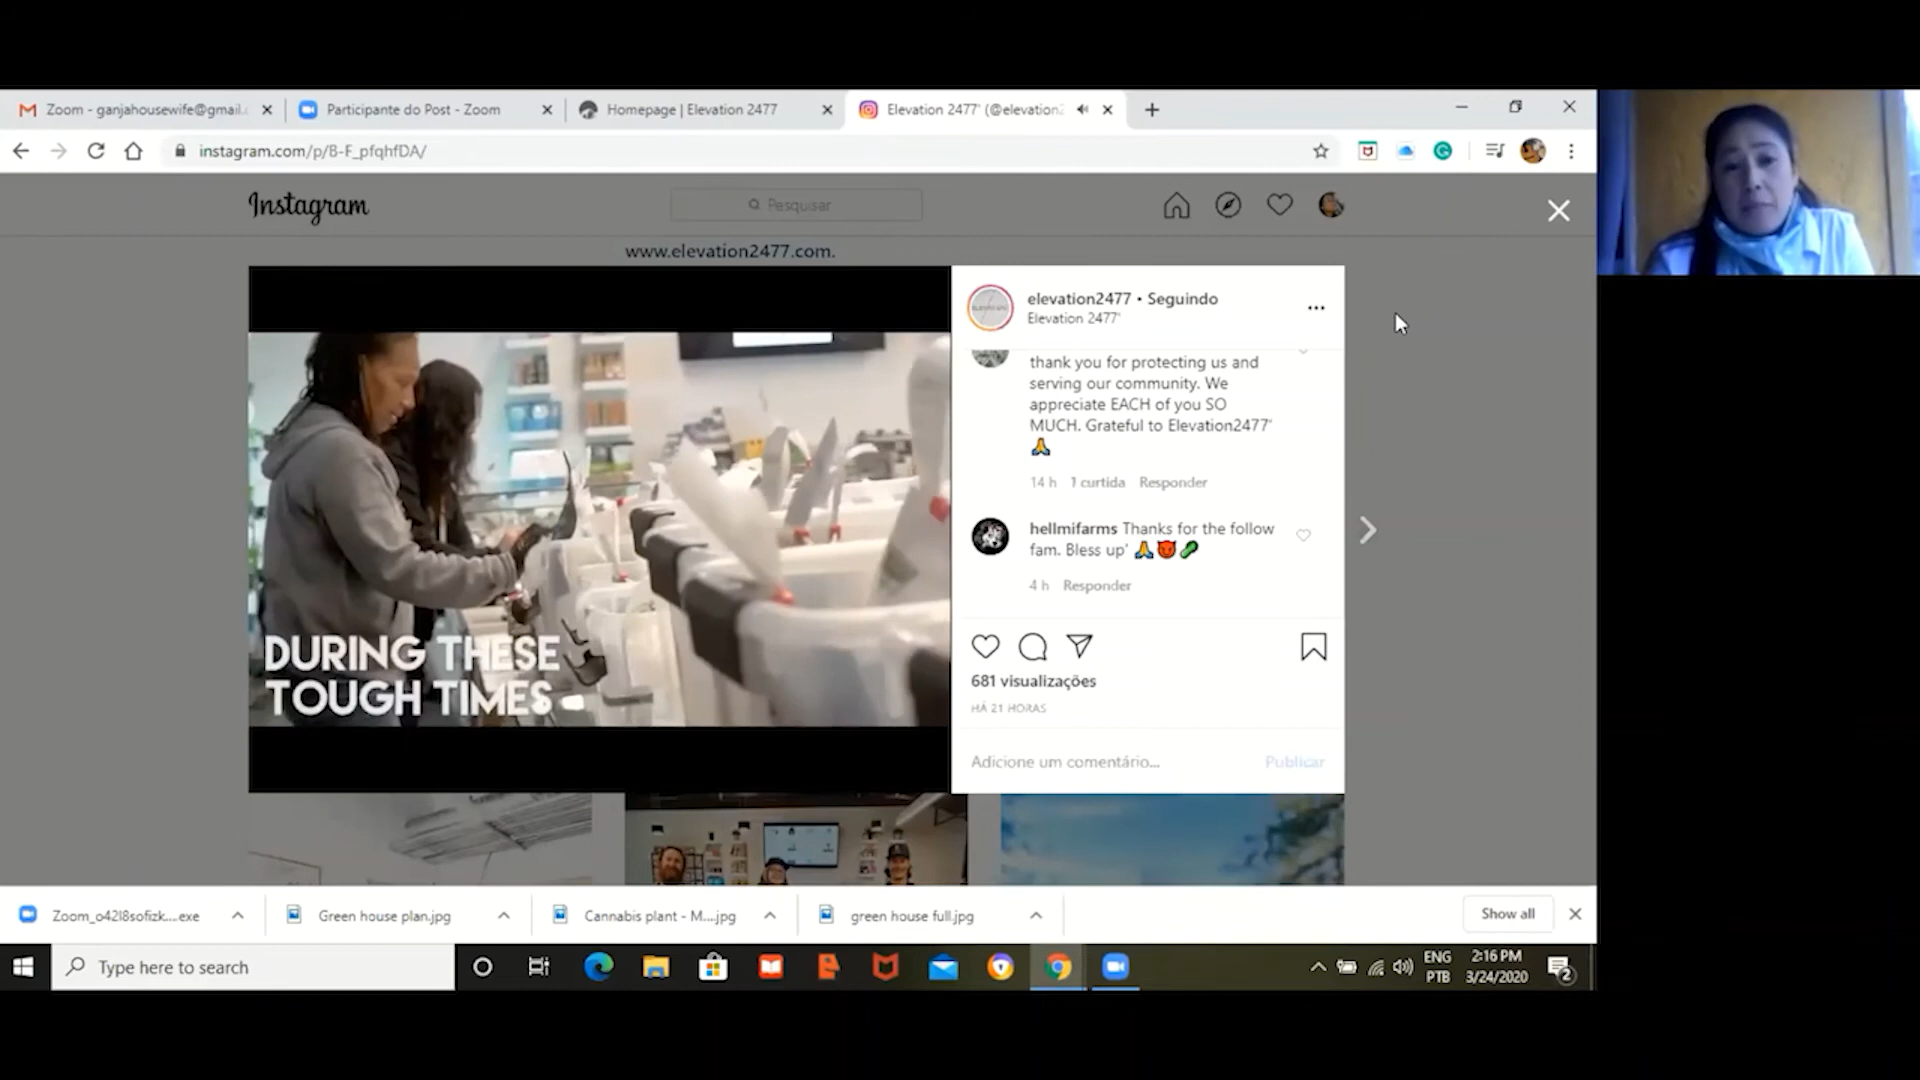 Zoom - ganjahousewife@gmail.
Participante do Post - Zoom
Homepage | Elevation 2477
Elevation 2477' (@elevation2
instagram.com/p/B-F_pfqhfDA/
Instagram
Pesquisar
www.elevation2477.com.
elevation2477 • Seguindo
Elevation 2477'
thank you for protecting us and
serving our community. We
appreciate EACH of you SO
MUCH. Grateful to Elevation2477'
🙏
14 h 1 curtida Responder
hellmifarms Thanks for the follow
fam. Bless up' 🙏😈🥒
4 h Responder
DURING THESE
TOUGH TIMES
681 visualizações
HÁ 21 HORAS
Adicione um comentário... Publicar
Zoom_o42l8sofizk....exe
Green house plan.jpg
Cannabis plant - M....jpg
green house full.jpg
Show all
Type here to search
ENG
PTB
2:16 PM
3/24/2020
2